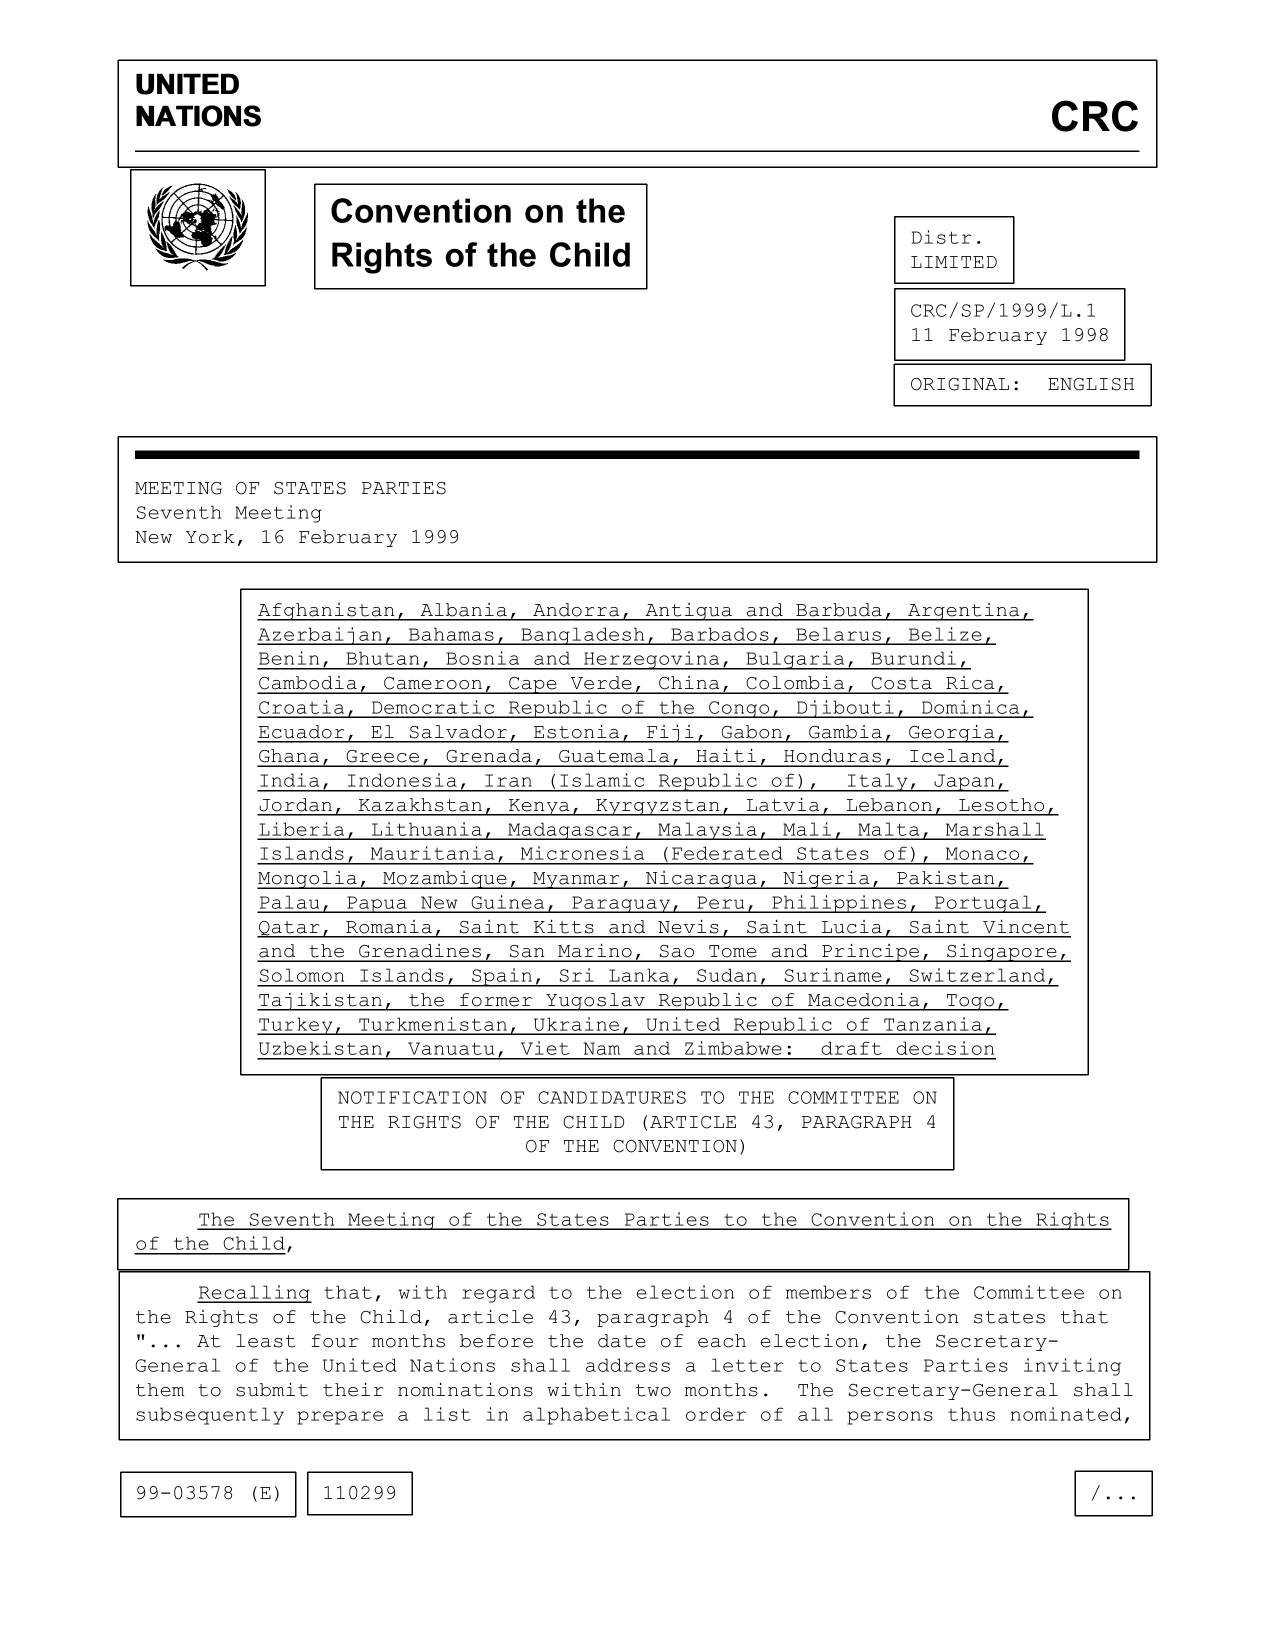 UNITED
NATIONS
CRC
Convention on the
Rights of the Child
Distr.
LIMITED
CRC/SP/1999/L.1
11 February 1998
ORIGINAL:  ENGLISH
MEETING OF STATES PARTIES
Seventh Meeting
New York, 16 February 1999
Afghanistan, Albania, Andorra, Antigua and Barbuda, Argentina,
Azerbaijan, Bahamas, Bangladesh, Barbados, Belarus, Belize,
Benin, Bhutan, Bosnia and Herzegovina, Bulgaria, Burundi,
Cambodia, Cameroon, Cape Verde, China, Colombia, Costa Rica,
Croatia, Democratic Republic of the Congo, Djibouti, Dominica,
Ecuador, El Salvador, Estonia, Fiji, Gabon, Gambia, Georgia,
Ghana, Greece, Grenada, Guatemala, Haiti, Honduras, Iceland,
India, Indonesia, Iran (Islamic Republic of),  Italy, Japan,
Jordan, Kazakhstan, Kenya, Kyrgyzstan, Latvia, Lebanon, Lesotho,
Liberia, Lithuania, Madagascar, Malaysia, Mali, Malta, Marshall
Islands, Mauritania, Micronesia (Federated States of), Monaco,
Mongolia, Mozambique, Myanmar, Nicaragua, Nigeria, Pakistan,
Palau, Papua New Guinea, Paraguay, Peru, Philippines, Portugal,
Qatar, Romania, Saint Kitts and Nevis, Saint Lucia, Saint Vincent
and the Grenadines, San Marino, Sao Tome and Principe, Singapore,
Solomon Islands, Spain, Sri Lanka, Sudan, Suriname, Switzerland,
Tajikistan, the former Yugoslav Republic of Macedonia, Togo,
Turkey, Turkmenistan, Ukraine, United Republic of Tanzania,
Uzbekistan, Vanuatu, Viet Nam and Zimbabwe:  draft decision
NOTIFICATION OF CANDIDATURES TO THE COMMITTEE ON
THE RIGHTS OF THE CHILD (ARTICLE 43, PARAGRAPH 4
OF THE CONVENTION)
The Seventh Meeting of the States Parties to the Convention on the Rights
of the Child,
Recalling that, with regard to the election of members of the Committee on
the Rights of the Child, article 43, paragraph 4 of the Convention states that
"... At least four months before the date of each election, the Secretary-
General of the United Nations shall address a letter to States Parties inviting
them to submit their nominations within two months.  The Secretary-General shall
subsequently prepare a list in alphabetical order of all persons thus nominated,
99-03578 (E)
110299
/...